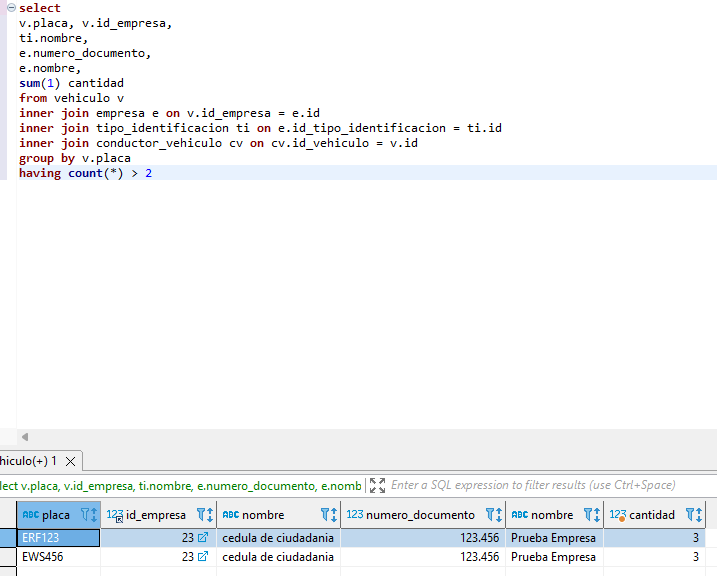 select
v.placa, v.id_empresa,
ti.nombre,
e.numero_documento,
e.nombre,
sum(1) cantidad
from vehiculo v
inner join empresa e on v.id_empresa = e.id
inner join tipo_identificacion ti on e.id_tipo_identificacion = ti.id
inner join conductor_vehiculo cv on cv.id_vehiculo = v.id
group by v.placa
having count(*) > 2
hiculo(+) 1
lect v.placa, v.id_empresa, ti.nombre, e.numero_documento, e.nomb Enter a SQL expression to filter results (use Ctrl+Space)
ABC placa 123 id_empresa ABC nombre 123 numero_documento ABC nombre 123 cantidad
ERF123 23 cedula de ciudadania 123.456 Prueba Empresa 3
EWS456 23 cedula de ciudadania 123.456 Prueba Empresa 3